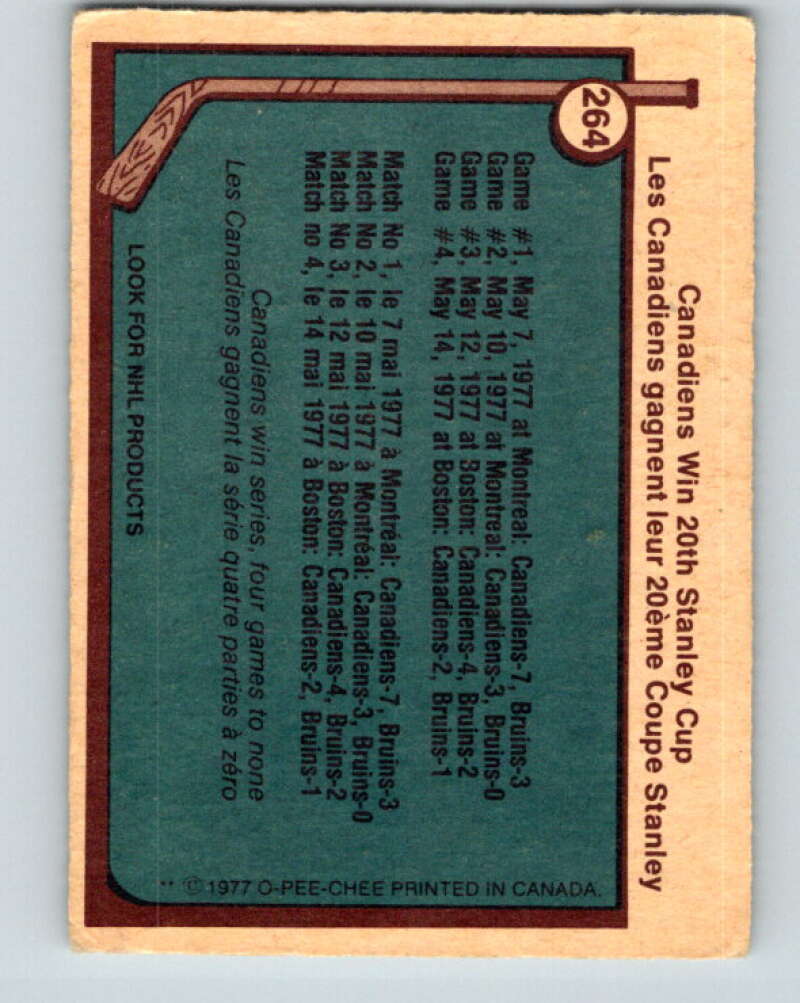 264
Canadiens Win 20th Stanley Cup
Les Canadiens gagnent leur 20ème Coupe Stanley
Game #1, May 7, 1977 at Montreal: Canadiens-7, Bruins-3
Game #2, May 10, 1977 at Montreal: Canadiens-3, Bruins-0
Game #3, May 12, 1977 at Boston: Canadiens-4, Bruins-2
Game #4, May 14, 1977 at Boston: Canadiens-2, Bruins-1
Match No 1, le 7 mai 1977 à Montréal: Canadiens-7, Bruins-3
Match No 2, le 10 mai 1977 à Montréal: Canadiens-3, Bruins-0
Match No 3, le 12 mai 1977 à Boston: Canadiens-4, Bruins-2
Match no 4, le 14 mai 1977 à Boston: Canadiens-2, Bruins-1
Canadiens win series, four games to none
Les Canadiens gagnent la série quatre parties à zéro
LOOK FOR NHL PRODUCTS
** © 1977 O-PEE-CHEE PRINTED IN CANADA.